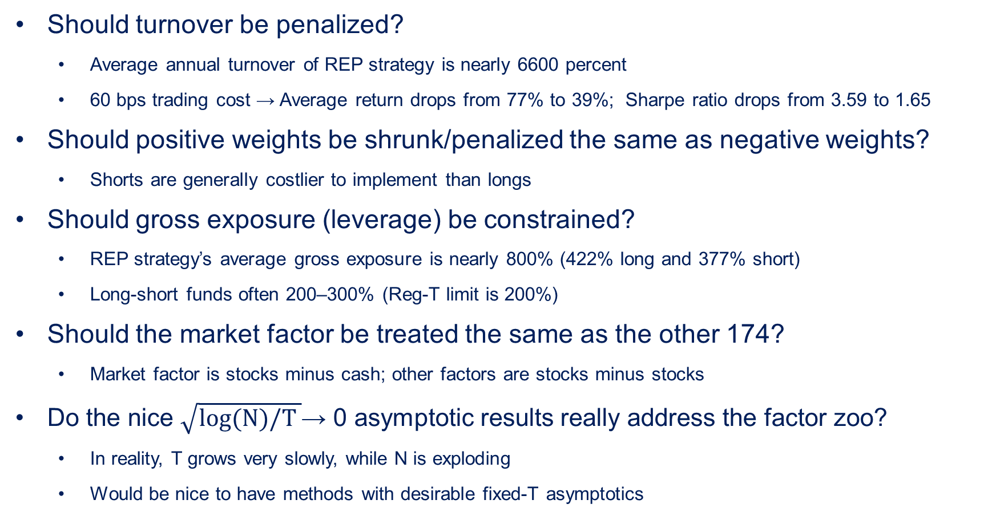 • Should turnover be penalized?
• Average annual turnover of REP strategy is nearly 6600 percent
• 60 bps trading cost → Average return drops from 77% to 39%; Sharpe ratio drops from 3.59 to 1.65
• Should positive weights be shrunk/penalized the same as negative weights?
• Shorts are generally costlier to implement than longs
• Should gross exposure (leverage) be constrained?
• REP strategy’s average gross exposure is nearly 800% (422% long and 377% short)
• Long-short funds often 200–300% (Reg-T limit is 200%)
• Should the market factor be treated the same as the other 174?
• Market factor is stocks minus cash; other factors are stocks minus stocks
• Do the nice √log(N)/T → 0 asymptotic results really address the factor zoo?
• In reality, T grows very slowly, while N is exploding
• Would be nice to have methods with desirable fixed-T asymptotics